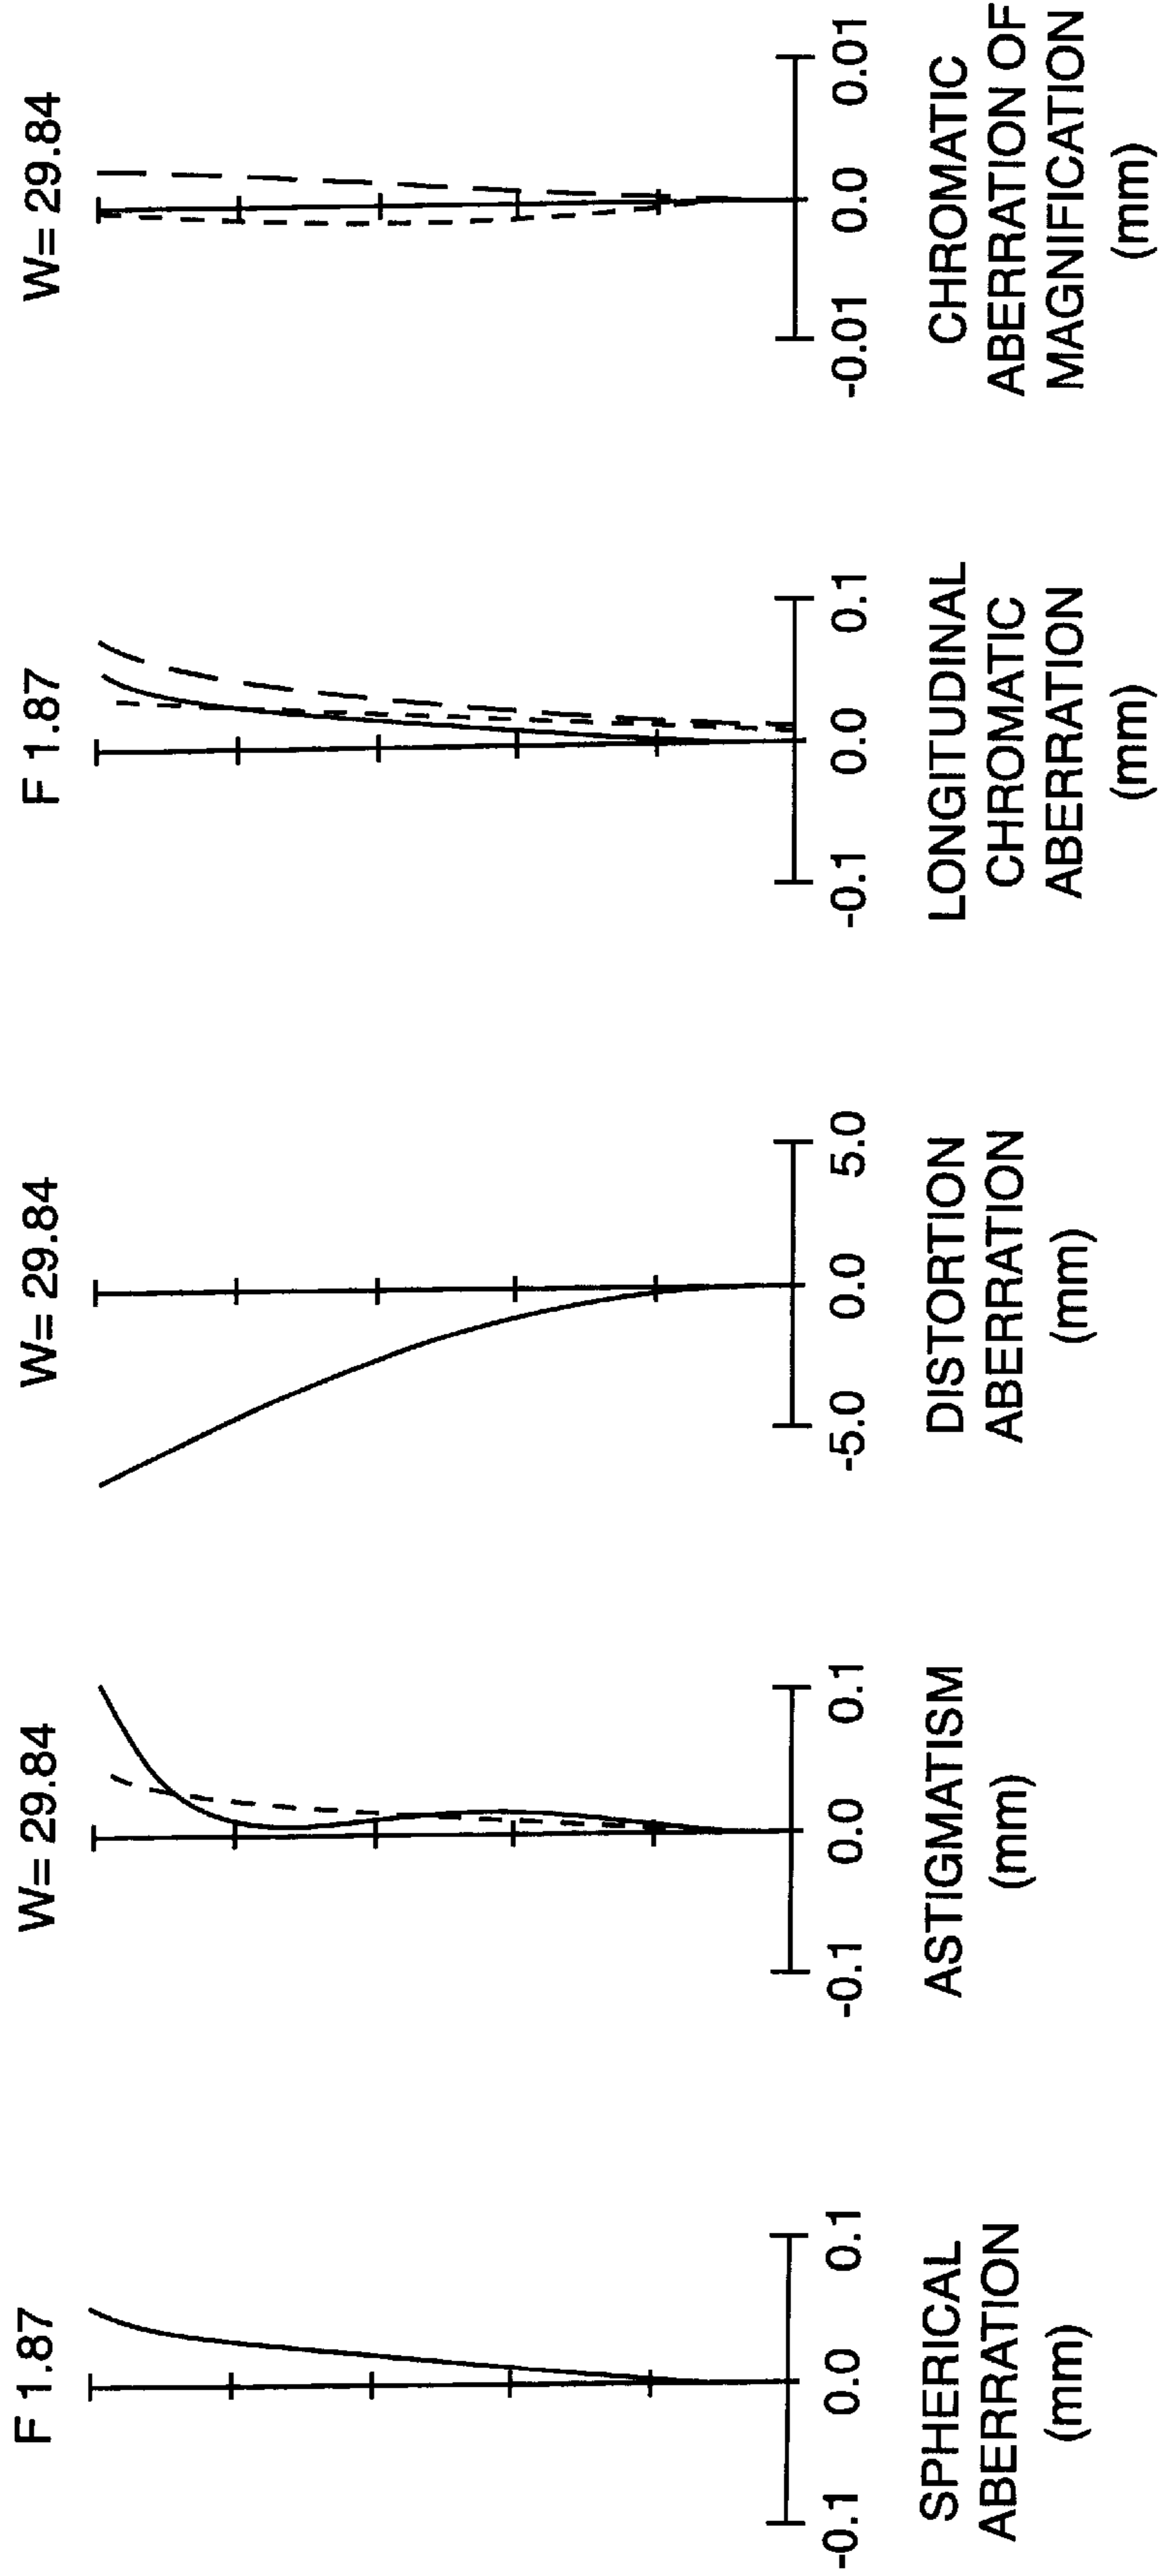 F 1.87
-0.1 0.0 0.1
SPHERICAL
ABERRATION
(mm)
W= 29.84
-0.1 0.0 0.1
ASTIGMATISM
(mm)
W= 29.84
-5.0 0.0 5.0
DISTORTION
ABERRATION
(mm)
F 1.87
-0.1 0.0 0.1
LONGITUDINAL
CHROMATIC
ABERRATION
(mm)
W= 29.84
-0.01 0.0 0.01
CHROMATIC
ABERRATION OF
MAGNIFICATION
(mm)